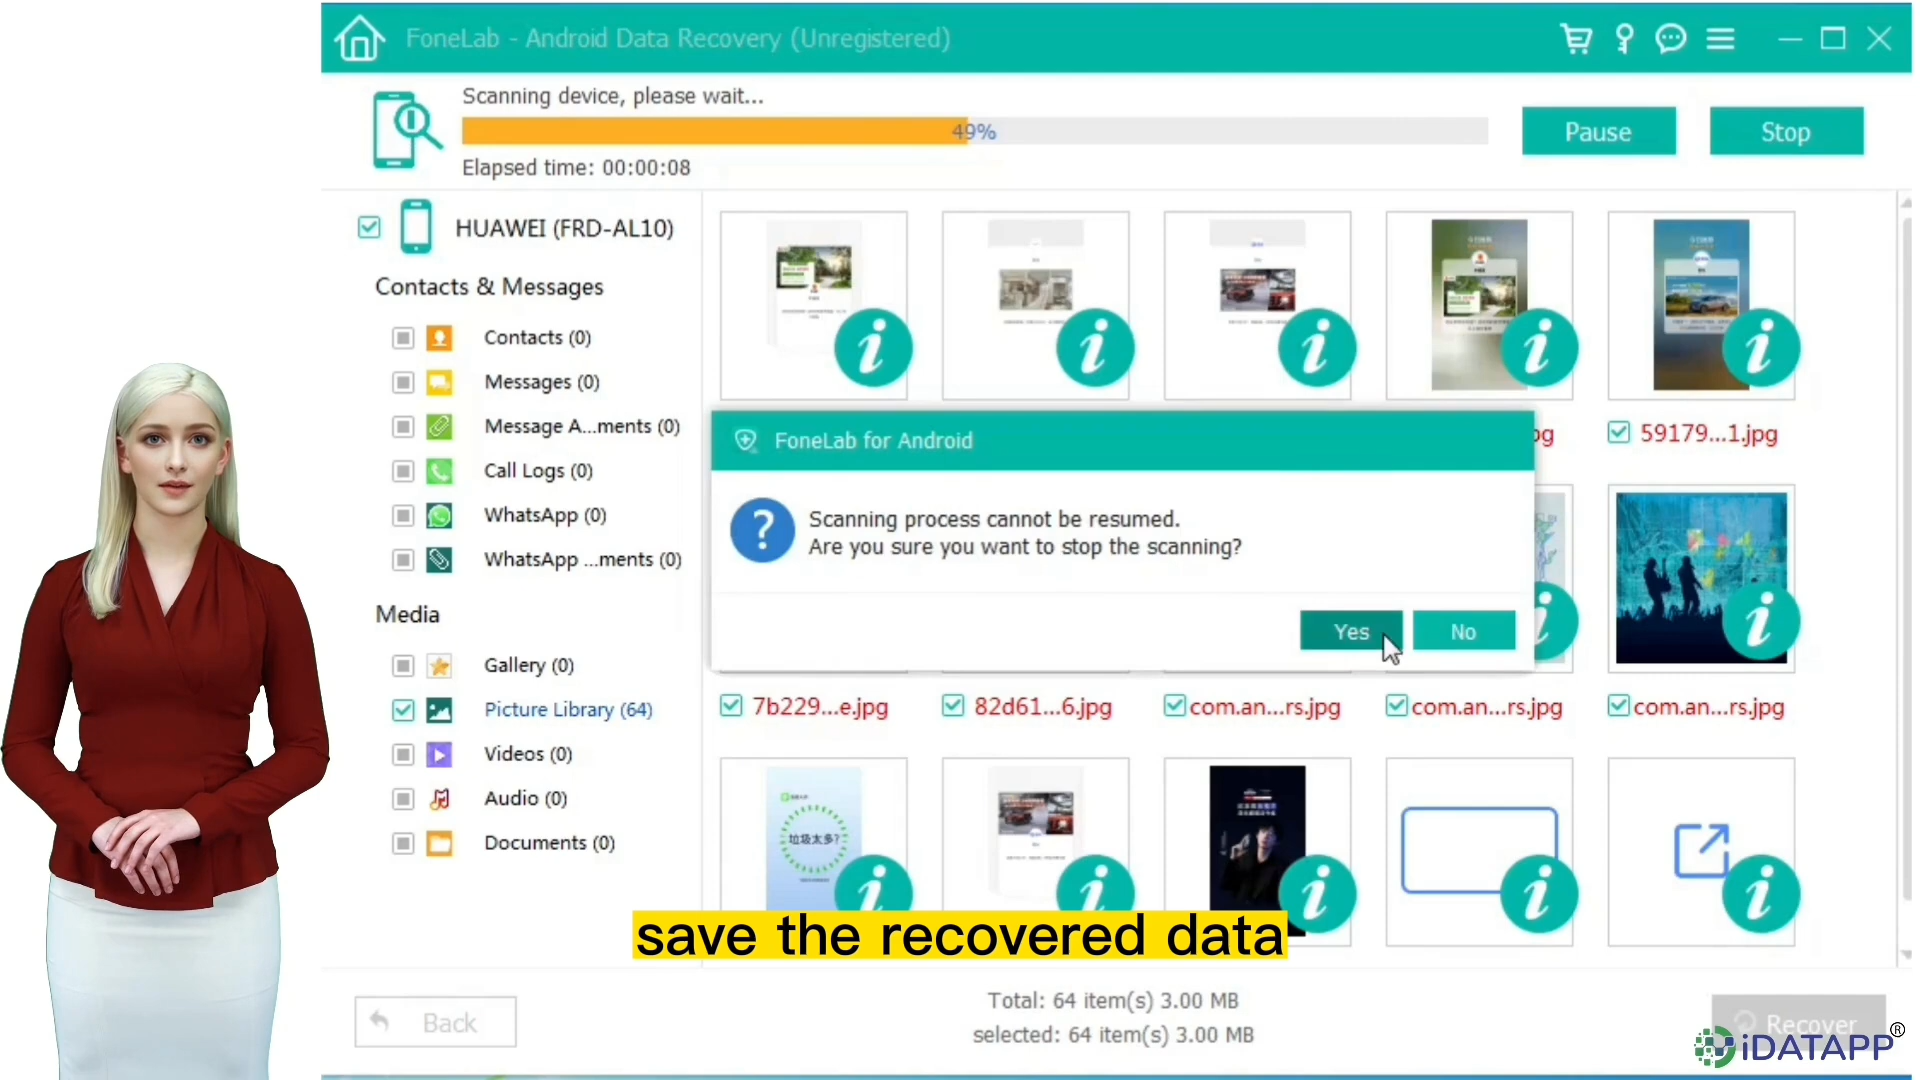 FoneLab - Android Data Recovery (Unregistered)
Scanning device, please wait...
49%
Pause
Stop
Elapsed time: 00:00:08
HUAWEI (FRD-AL10)
Contacts & Messages
Contacts (0)
Messages (0)
Message A...ments (0)
Call Logs (0)
WhatsApp (0)
WhatsApp ...ments (0)
Media
Gallery (0)
Picture Library (64)
Videos (0)
Audio (0)
Documents (0)
59179...1.jpg
FoneLab for Android
Scanning process cannot be resumed.
Are you sure you want to stop the scanning?
Yes
No
7b229...e.jpg
82d61...6.jpg
com.an...rs.jpg
com.an...rs.jpg
com.an...rs.jpg
垃圾太多?
save the recovered data
Back
Total: 64 item(s) 3.00 MB
selected: 64 item(s) 3.00 MB
Recover
iDATAPP®